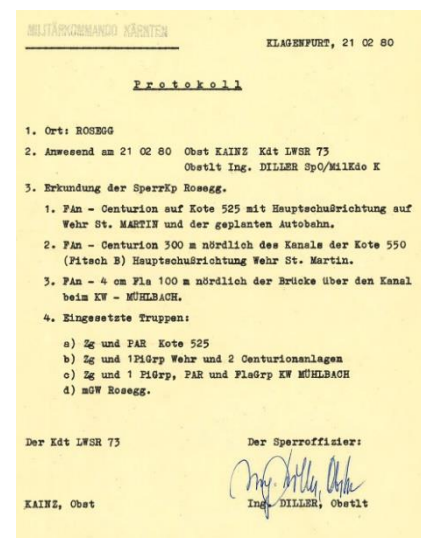 MILITÄRKOMMANDO KÄRNTEN
KLAGENFURT, 21 02 80
Protokoll
1. Ort: ROSEGG
2. Anwesend am 21 02 80 Obst KAINZ Kdt LWSR 73
Obstlt Ing. DILLER SpO/MilKdo K
3. Erkundung der SperrKp Rosegg.
1. FAn - Centurion auf Kote 525 mit Hauptschußrichtung auf
Wehr St. MARTIN und der geplanten Autobahn.
2. FAn - Centurion 300 m nördlich des Kanals der Kote 550
(Pitsch B) Hauptschußrichtung Wehr St. Martin.
3. FAn - 4 cm Fla 100 m nördlich der Brücke über den Kanal
beim KW - MÜHLBACH.
4. Eingesetzte Truppen:
a) Zg und PAR Kote 525
b) Zg und 1PiGrp Wehr und 2 Centurionanlagen
c) Zg und 1 PiGrp, PAR und FlaGrp KW MÜHLBACH
d) mGW Rosegg.
Der Kdt LWSR 73 Der Sperroffizier:
KAINZ, Obst Ing. DILLER, Obstlt